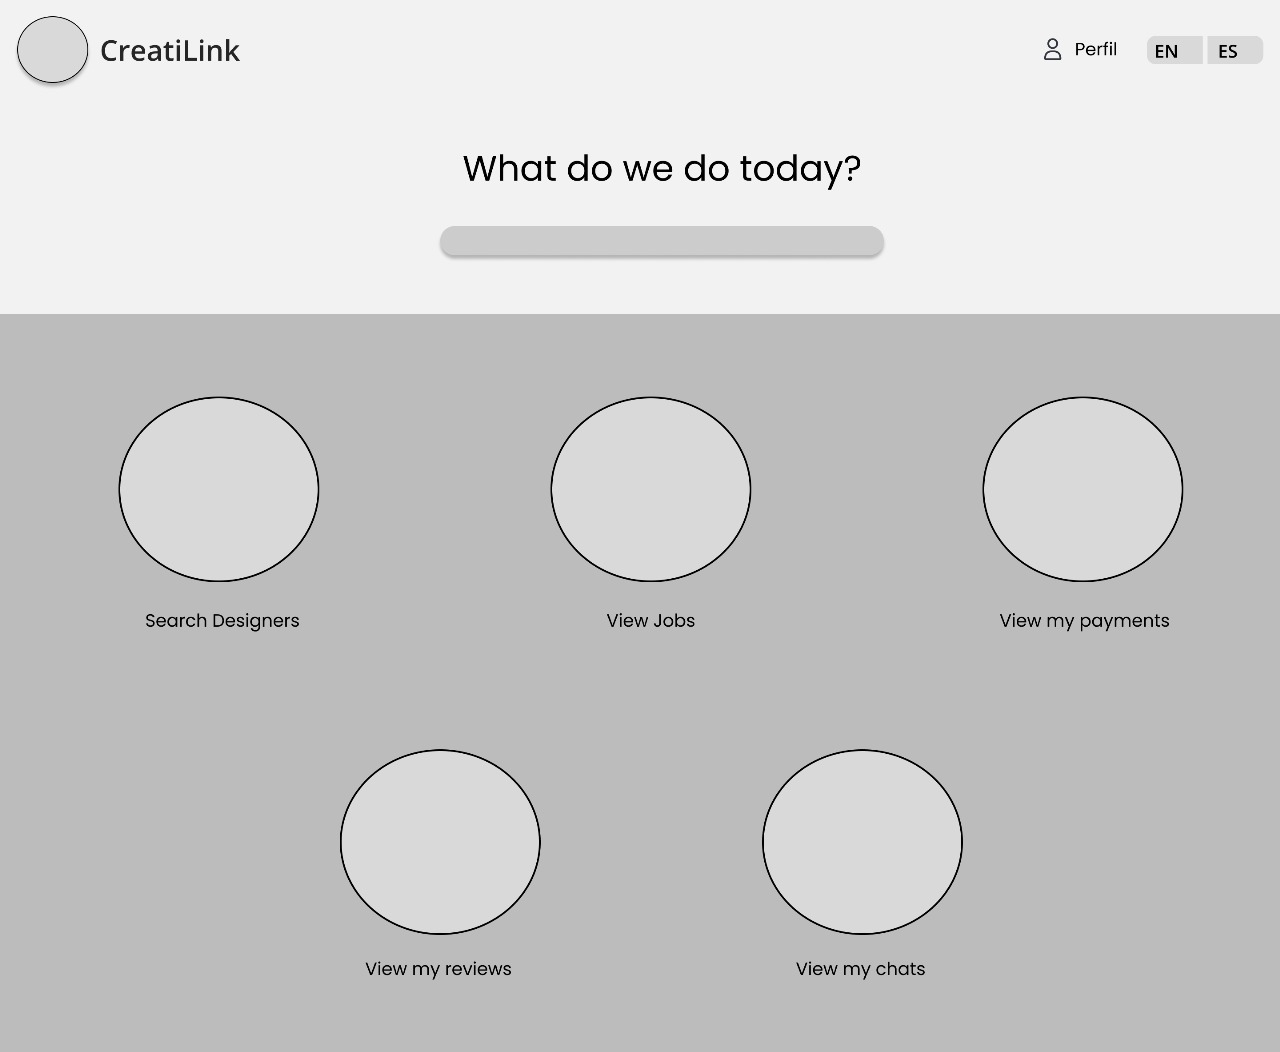 CreatiLink
Perfil
EN
ES
What do we do today?
Search Designers
View Jobs
View my payments
View my reviews
View my chats